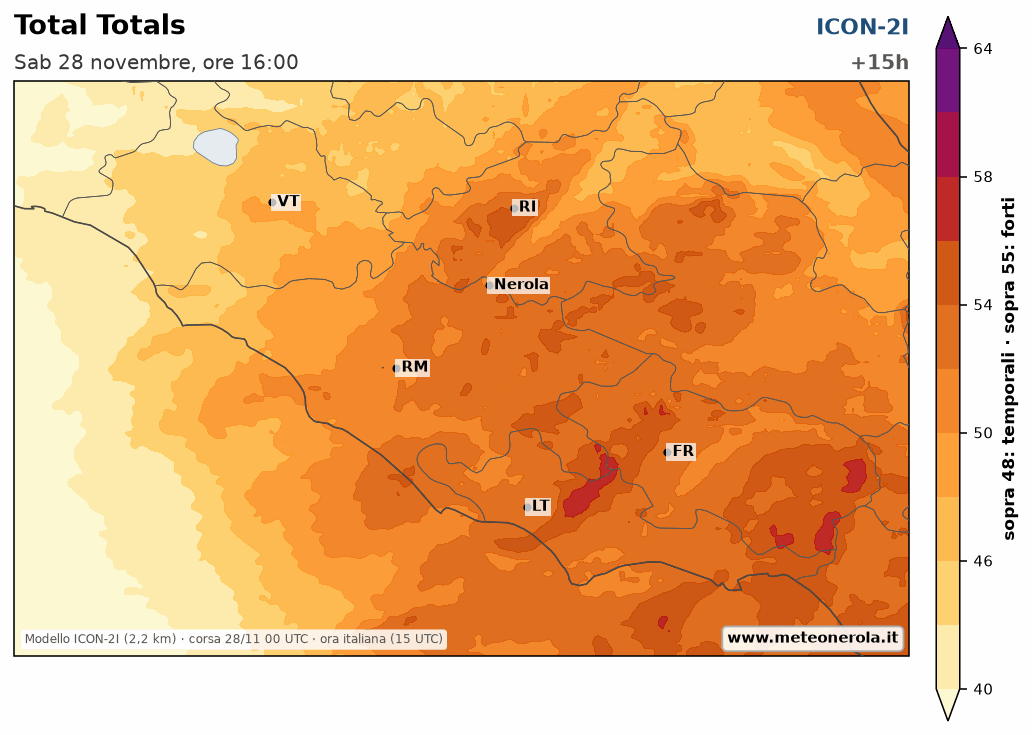 Total Totals
ICON-2I
Sab 28 novembre, ore 16:00
+15h
VT
RI
Nerola
RM
FR
LT
Modello ICON-2I (2,2 km) · corsa 28/11 00 UTC · ora italiana (15 UTC)
www.meteonerola.it
64
58
54
50
46
40
sopra 48: temporali · sopra 55: forti